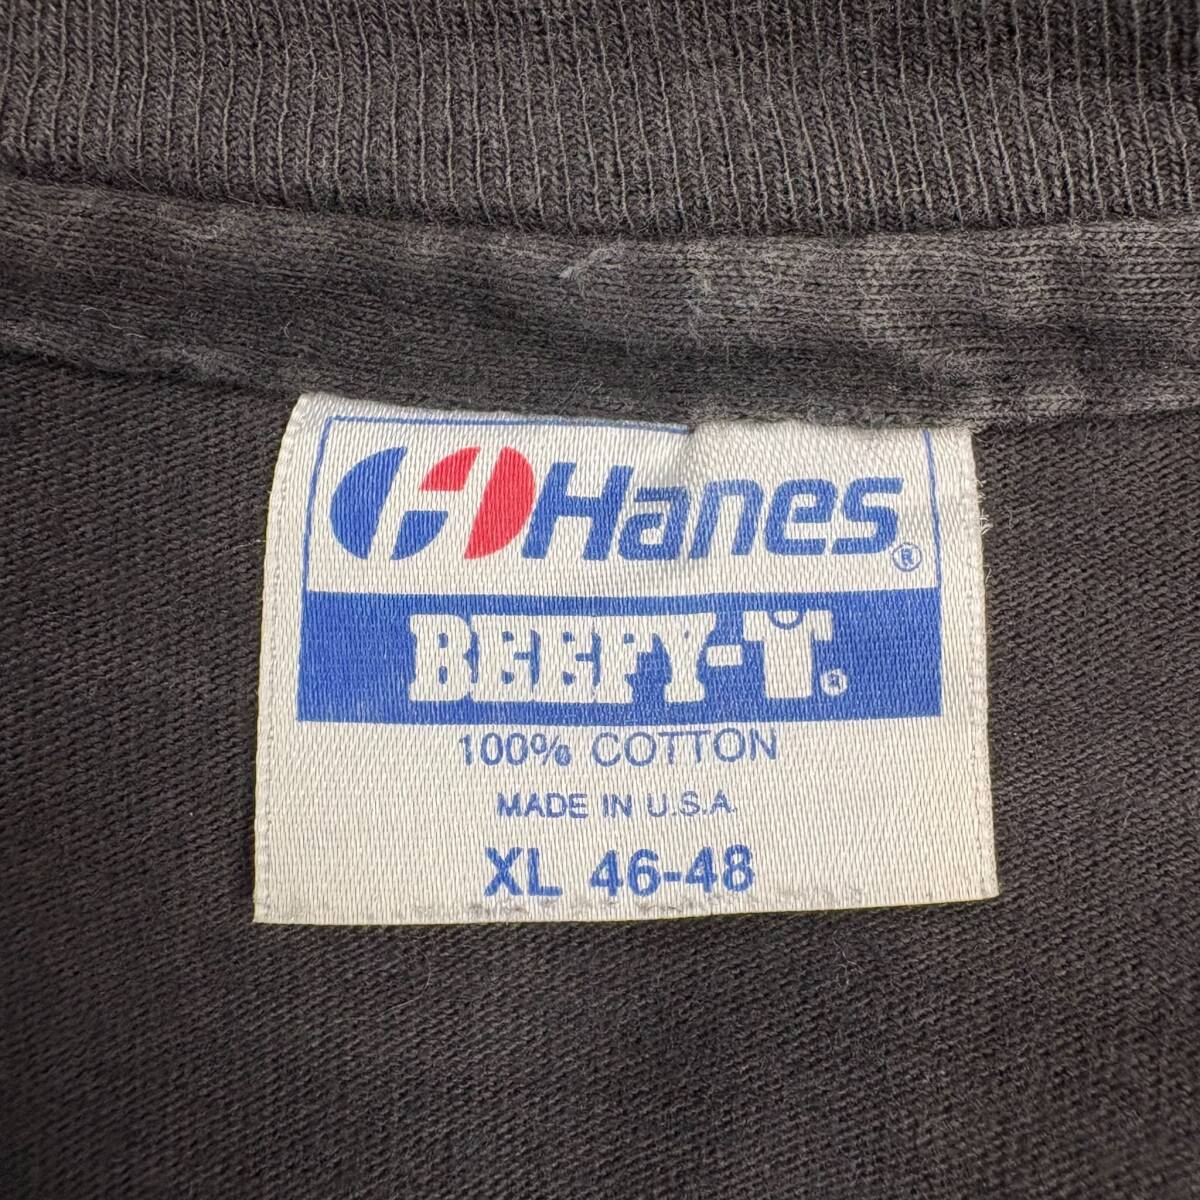 Hanes®
BEEFY-T®
100% COTTON
MADE IN U.S.A.
XL 46-48